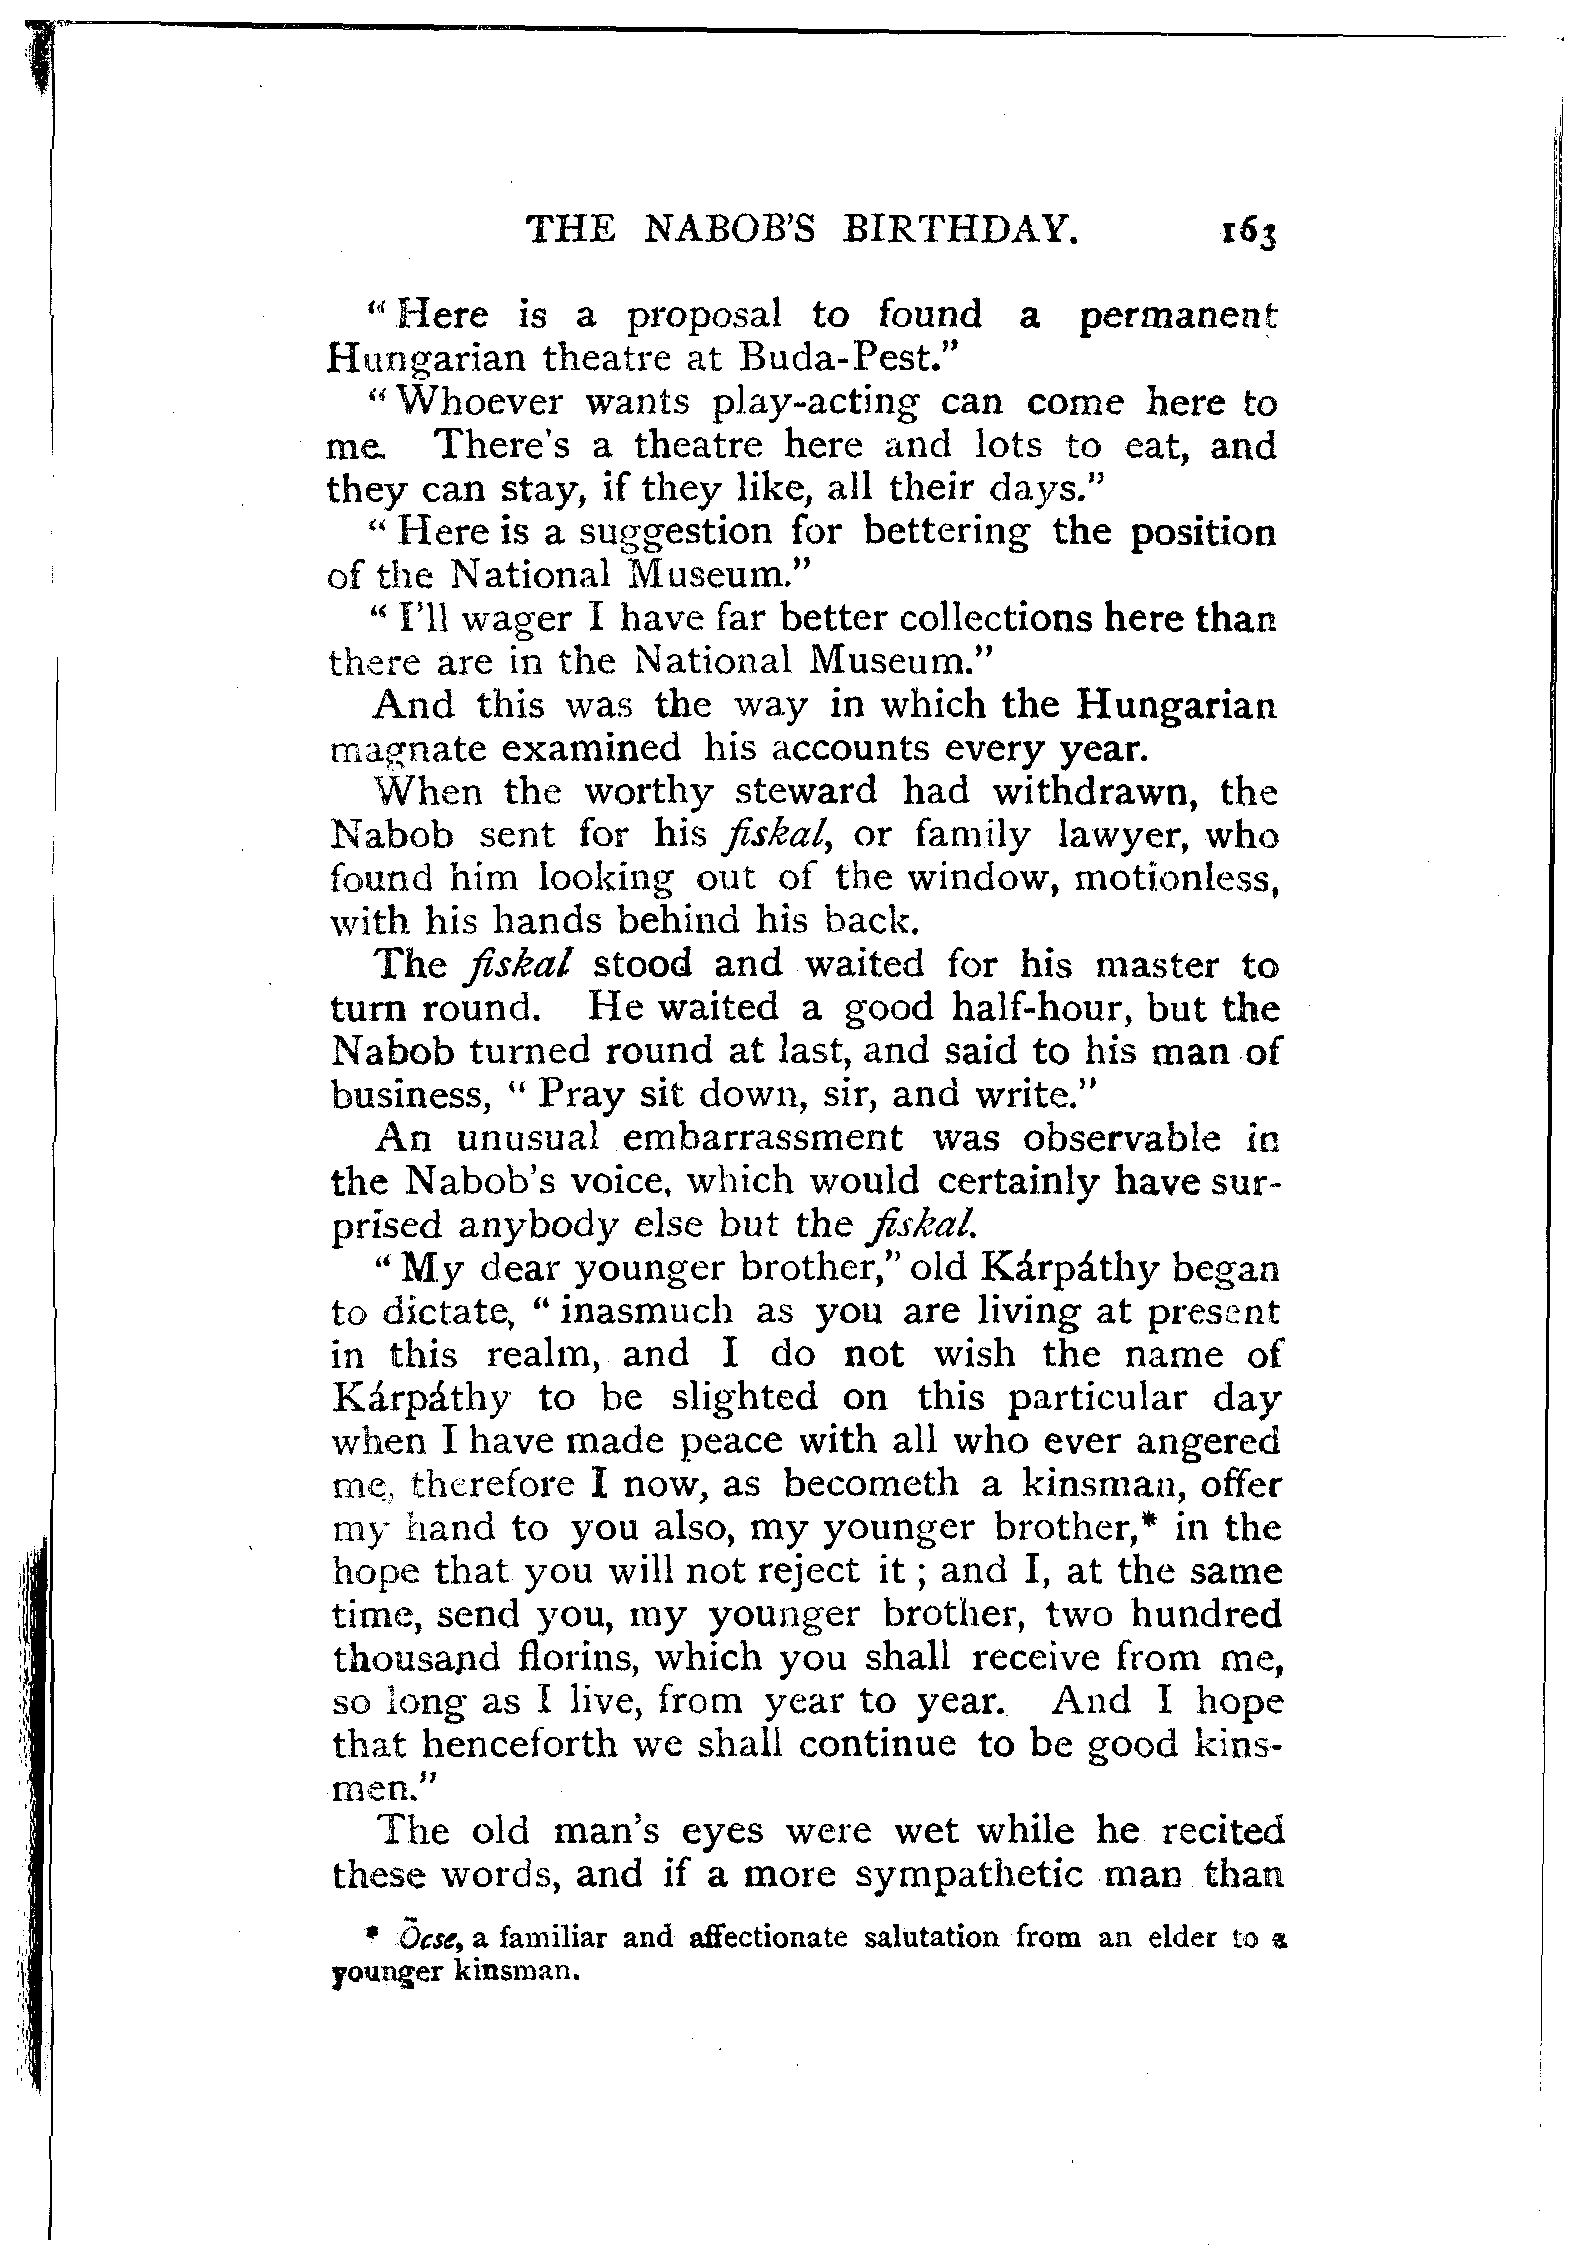 THE NABOB'S BIRTHDAY. 163
"Here is a proposal to found a permanent
Hungarian theatre at Buda-Pest."
"Whoever wants play-acting can come here to
me. There's a theatre here and lots to eat, and
they can stay, if they like, all their days."
"Here is a suggestion for bettering the position
of the National Museum."
"I'll wager I have far better collections here than
there are in the National Museum."
And this was the way in which the Hungarian
magnate examined his accounts every year.
When the worthy steward had withdrawn, the
Nabob sent for his fiskal, or family lawyer, who
found him looking out of the window, motionless,
with his hands behind his back.
The fiskal stood and waited for his master to
turn round. He waited a good half-hour, but the
Nabob turned round at last, and said to his man of
business, "Pray sit down, sir, and write."
An unusual embarrassment was observable in
the Nabob's voice, which would certainly have sur-
prised anybody else but the fiskal.
"My dear younger brother," old Kárpáthy began
to dictate, "inasmuch as you are living at present
in this realm, and I do not wish the name of
Kárpáthy to be slighted on this particular day
when I have made peace with all who ever angered
me, therefore I now, as becometh a kinsman, offer
my hand to you also, my younger brother,* in the
hope that you will not reject it; and I, at the same
time, send you, my younger brother, two hundred
thousand florins, which you shall receive from me,
so long as I live, from year to year. And I hope
that henceforth we shall continue to be good kins-
men."
The old man's eyes were wet while he recited
these words, and if a more sympathetic man than
* Öcse, a familiar and affectionate salutation from an elder to a
younger kinsman.